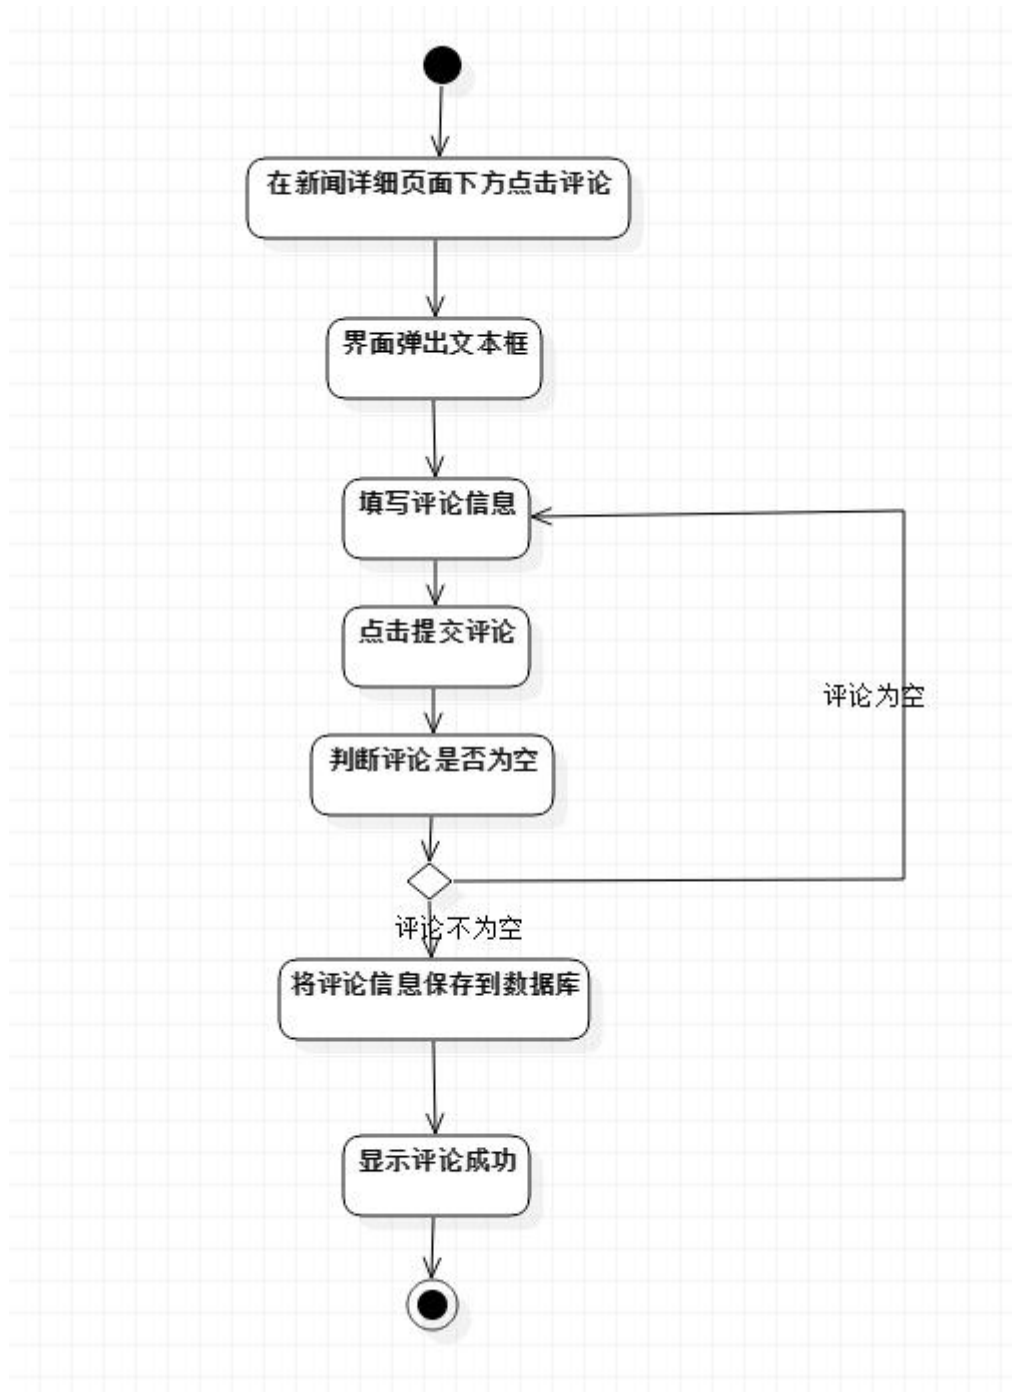 在新闻详细页面下方点击评论
界面弹出文本框
填写评论信息
点击提交评论
评论为空
判断评论是否为空
评论不为空
将评论信息保存到数据库
显示评论成功